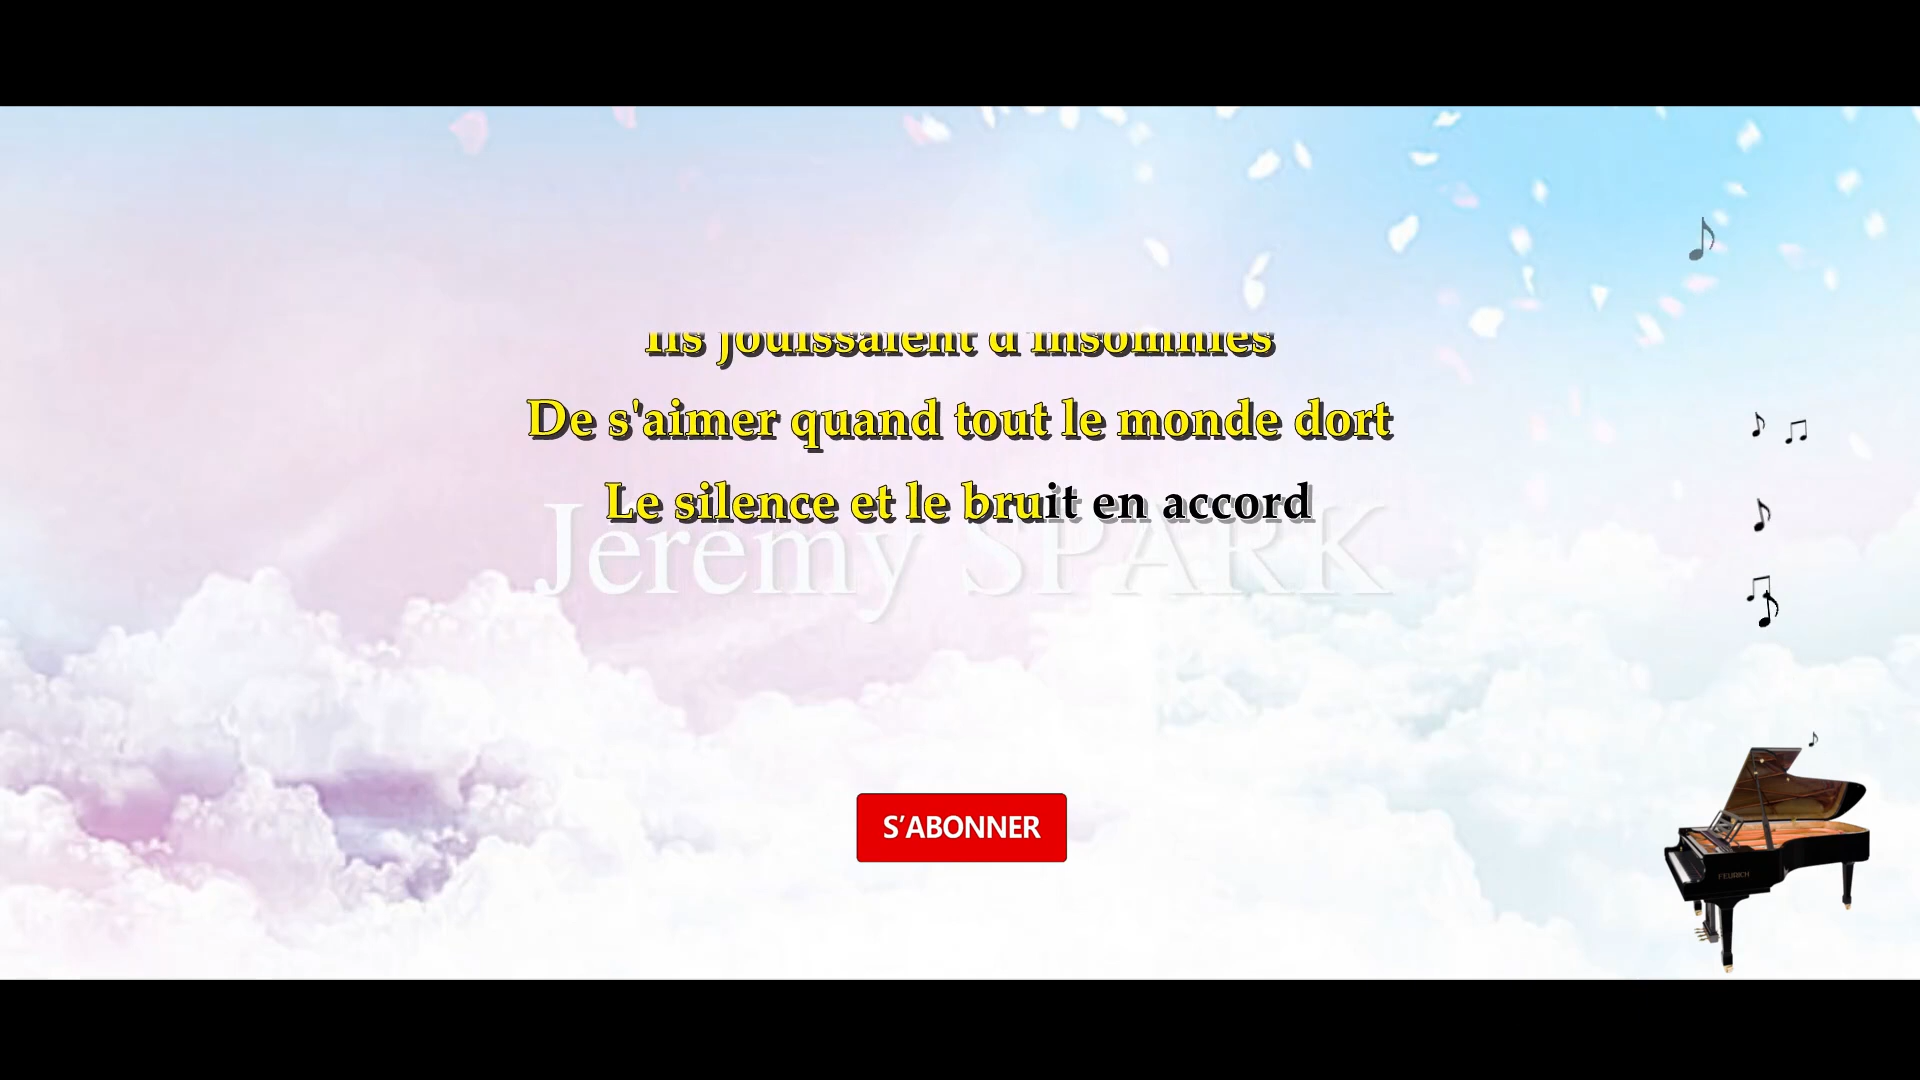 Ils jouissaient d'insomnies
De s'aimer quand tout le monde dort
Le silence et le bruit en accord
Jeremy SPARK
S'ABONNER
FEURICH